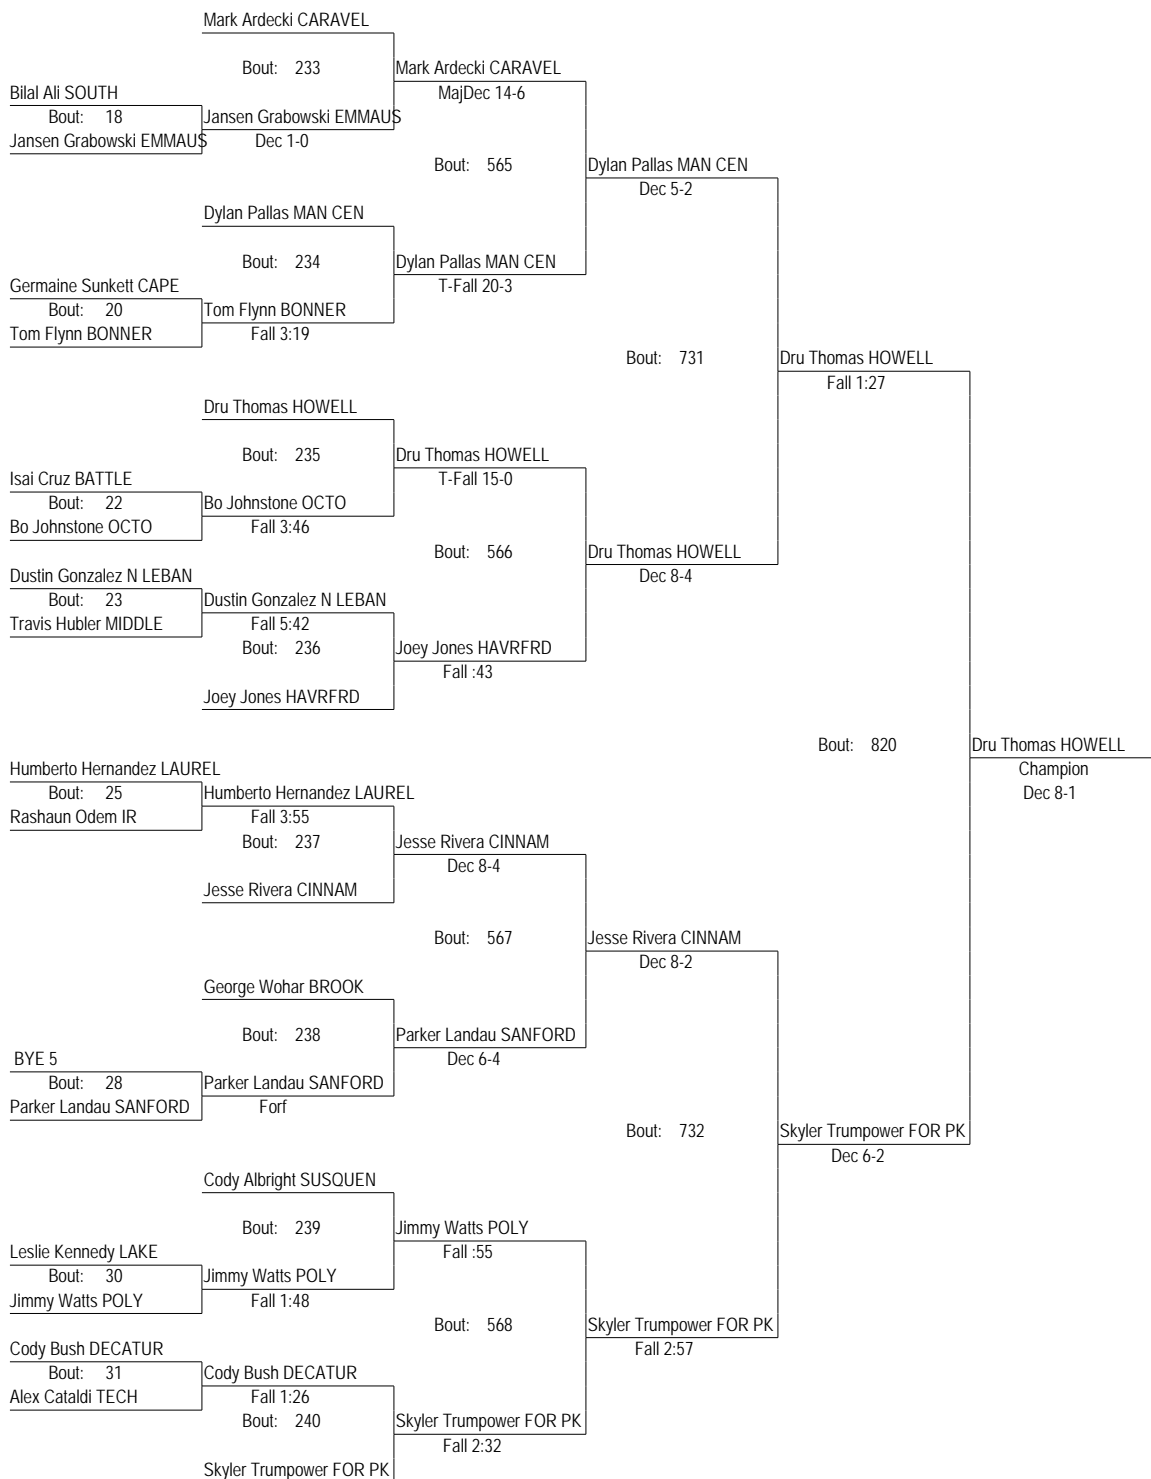 Mark Ardecki CARAVEL
Bout: 233
Mark Ardecki CARAVEL
Bilal Ali SOUTH
MajDec 14-6
Bout: 18
Jansen Grabowski EMMAUS
Jansen Grabowski EMMAUS
Dec 1-0
Bout: 565
Dylan Pallas MAN CEN
Dec 5-2
Dylan Pallas MAN CEN
Bout: 234
Dylan Pallas MAN CEN
Germaine Sunkett CAPE
T-Fall 20-3
Bout: 20
Tom Flynn BONNER
Tom Flynn BONNER
Fall 3:19
Bout: 731
Dru Thomas HOWELL
Fall 1:27
Dru Thomas HOWELL
Bout: 235
Dru Thomas HOWELL
Isai Cruz BATTLE
T-Fall 15-0
Bout: 22
Bo Johnstone OCTO
Bo Johnstone OCTO
Fall 3:46
Bout: 566
Dru Thomas HOWELL
Dustin Gonzalez N LEBAN
Dec 8-4
Bout: 23
Dustin Gonzalez N LEBAN
Travis Hubler MIDDLE
Fall 5:42
Bout: 236
Joey Jones HAVRFRD
Fall :43
Joey Jones HAVRFRD
Bout: 820
Dru Thomas HOWELL
Humberto Hernandez LAUREL
Champion
Bout: 25
Humberto Hernandez LAUREL
Dec 8-1
Rashaun Odem IR
Fall 3:55
Bout: 237
Jesse Rivera CINNAM
Dec 8-4
Jesse Rivera CINNAM
Bout: 567
Jesse Rivera CINNAM
Dec 8-2
George Wohar BROOK
Bout: 238
Parker Landau SANFORD
BYE 5
Dec 6-4
Bout: 28
Parker Landau SANFORD
Parker Landau SANFORD
Forf
Bout: 732
Skyler Trumpower FOR PK
Dec 6-2
Cody Albright SUSQUEN
Bout: 239
Jimmy Watts POLY
Leslie Kennedy LAKE
Fall :55
Bout: 30
Jimmy Watts POLY
Jimmy Watts POLY
Fall 1:48
Bout: 568
Skyler Trumpower FOR PK
Cody Bush DECATUR
Fall 2:57
Bout: 31
Cody Bush DECATUR
Alex Cataldi TECH
Fall 1:26
Bout: 240
Skyler Trumpower FOR PK
Fall 2:32
Skyler Trumpower FOR PK